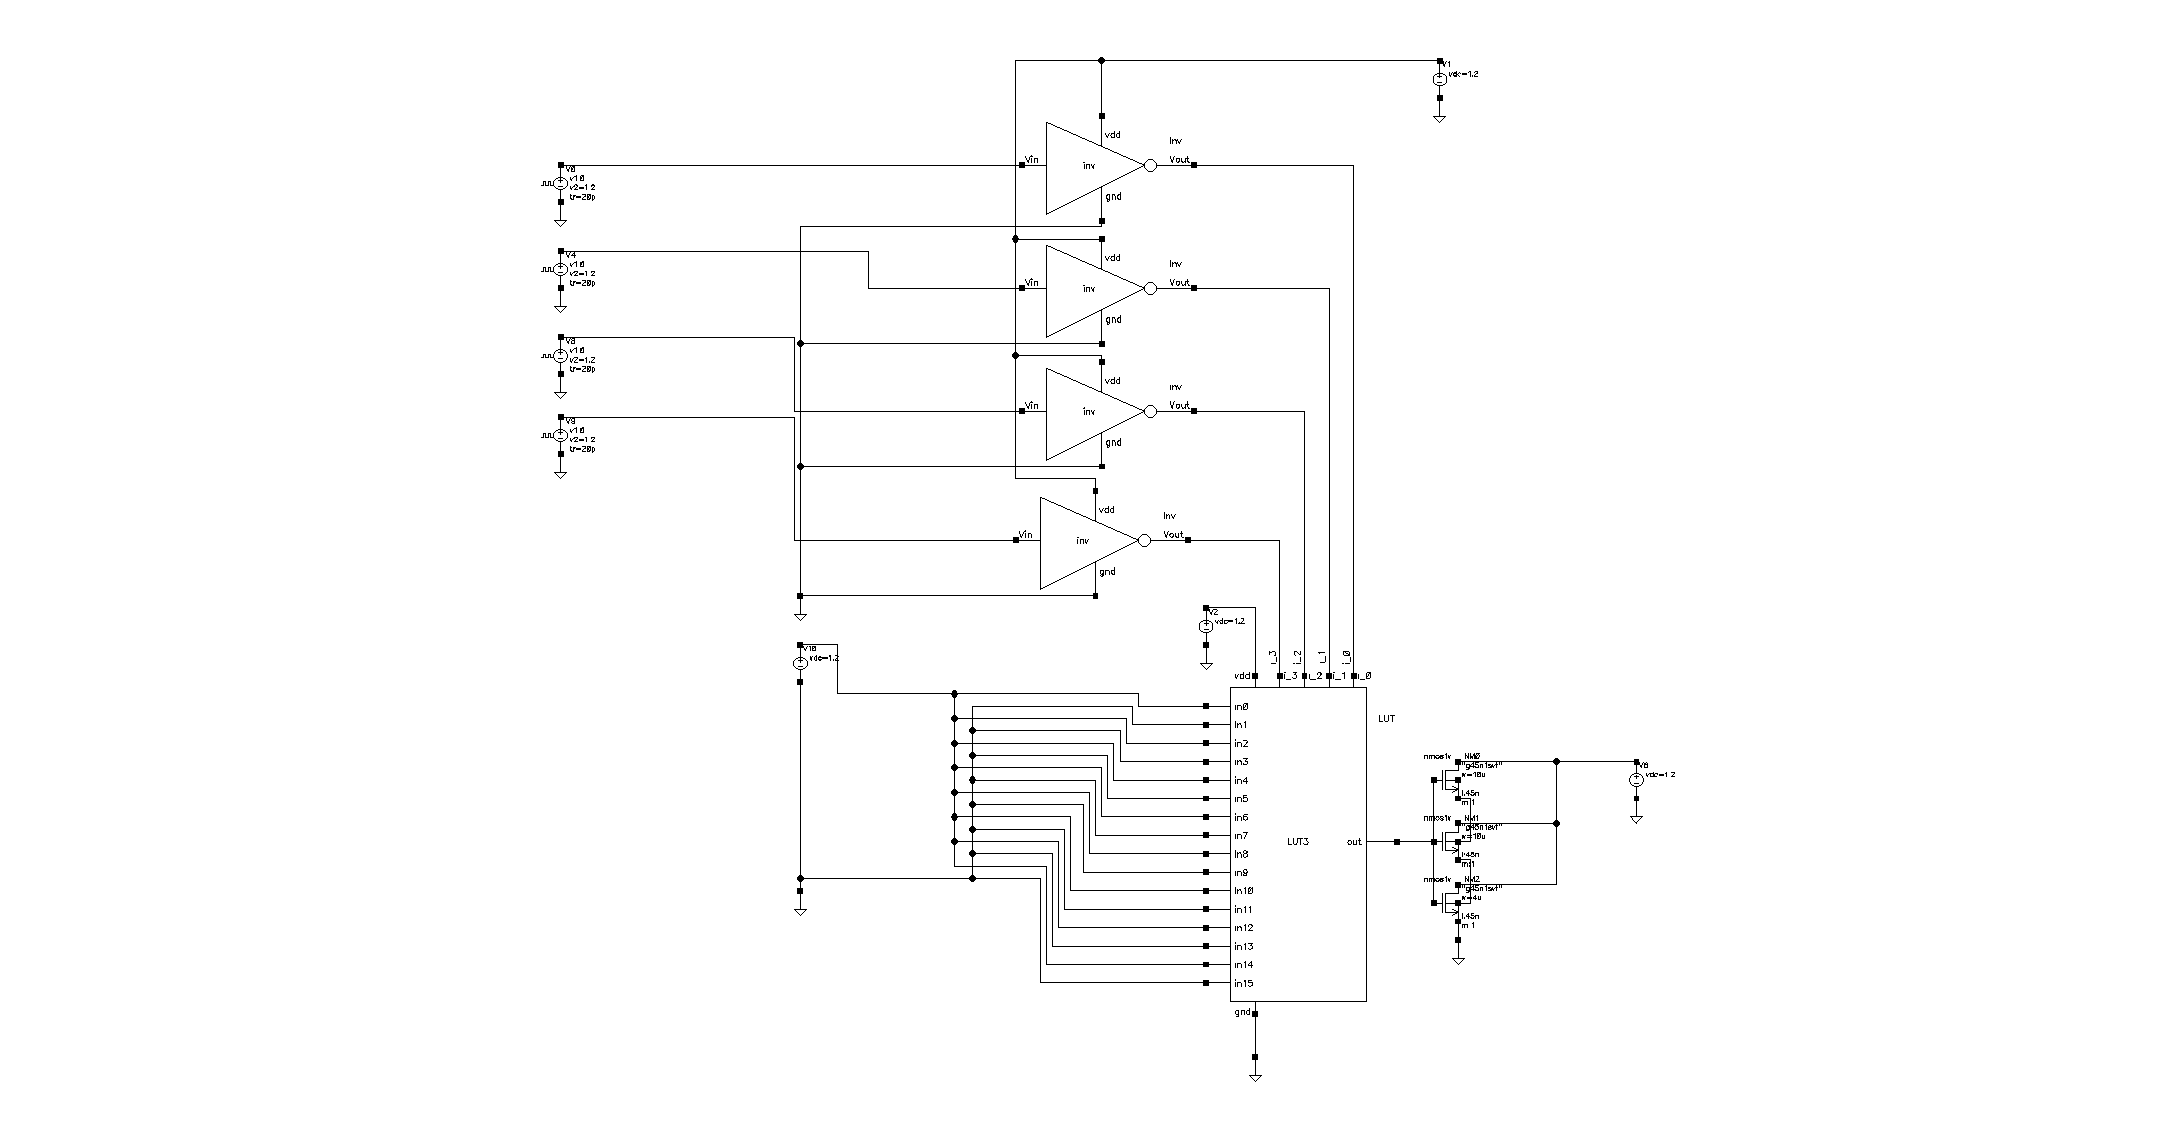 V1
vdc=1.2
vdd
Inv
Vin
inv
Vout
V0
v1 0
v2=1.2
tr=20p
gnd
V4
v1 0
v2=1.2
tr=20p
vdd
Inv
Vin
inv
Vout
gnd
v1 0
v2=1.2
tr=20p
vdd
Inv
Vin
inv
Vout
V9
v1 0
v2=1.2
tr=20p
gnd
vdd
Inv
Vin
inv
Vout
gnd
V2
vdc=1.2
V10
vdc=1.2
i_3
i_2
i_1
i_0
vdd
i_3
i_2
i_1
i_0
in0
in1
in2
in3
in4
in5
in6
in7
in8
in9
in10
in11
in12
in13
in14
in15
LUT
LUT3
out
gnd
nmos1v
NM0
"g45n1svt"
w=10u
l:45n
m:1
nmos1v
NM1
"g45n1svt"
w=10u
l:45n
m:1
nmos1v
NM2
"g45n1svt"
w=4u
l:45n
m:1
vdc=1.2